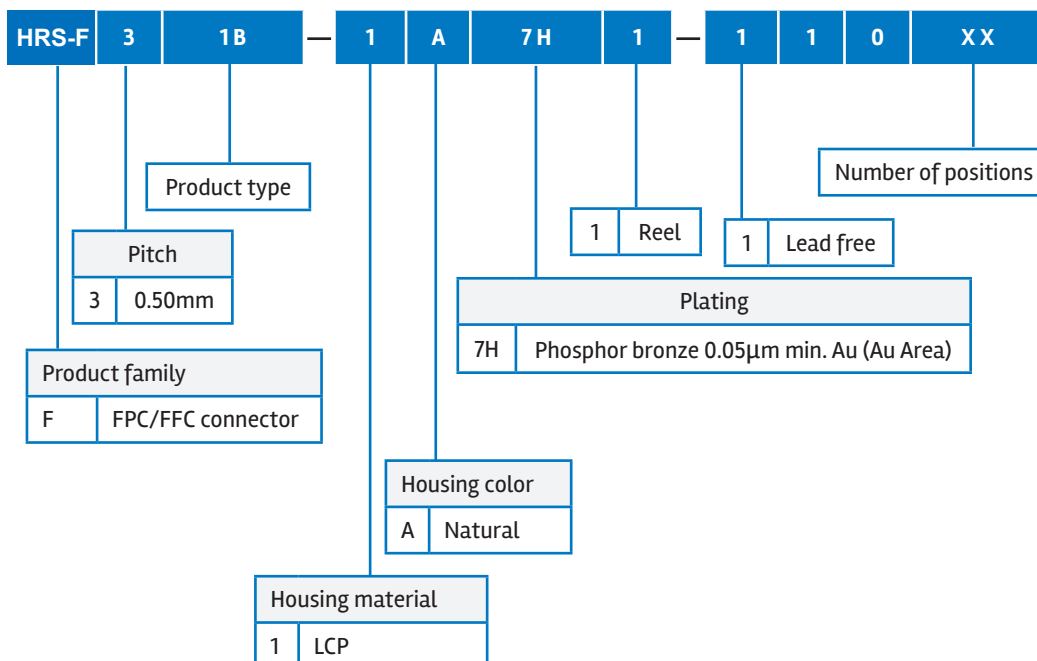 HRS-F 3 1B — 1 A 7H 1 — 1 1 0 XX
Product type
Number of positions
1 Reel
1 Lead free
Pitch
3 0.50mm
Plating
7H Phosphor bronze 0.05μm min. Au (Au Area)
Product family
F FPC/FFC connector
Housing color
A Natural
Housing material
1 LCP